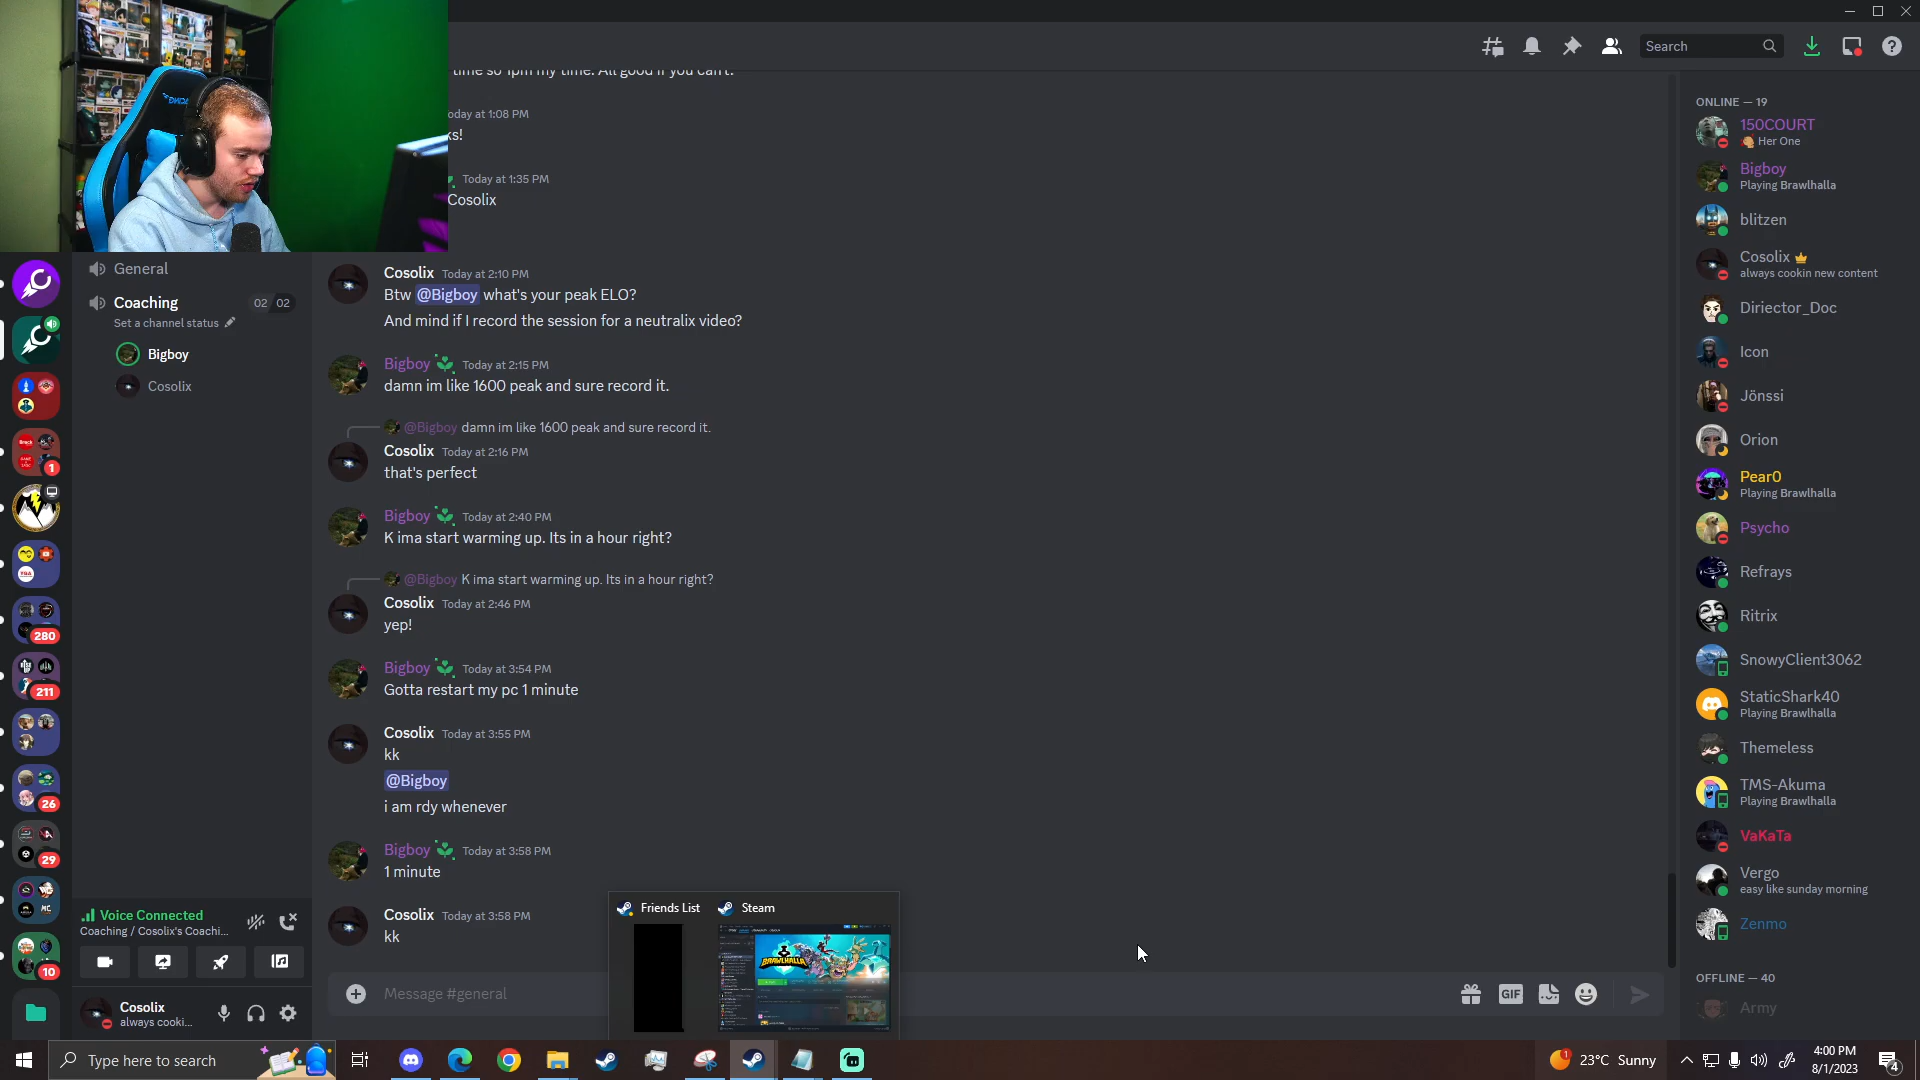 Search
time so 1pm my time. All good if you can't.
oday at 1:08 PM
ks!
Today at 1:35 PM
Cosolix
General
Coaching 02 02
Set a channel status
Bigboy
Cosolix
Cosolix Today at 2:10 PM
Btw @Bigboy what's your peak ELO?
And mind if I record the session for a neutralix video?
Bigboy Today at 2:15 PM
damn im like 1600 peak and sure record it.
@Bigboy damn im like 1600 peak and sure record it.
Cosolix Today at 2:16 PM
that's perfect
Bigboy Today at 2:40 PM
K ima start warming up. Its in a hour right?
@Bigboy K ima start warming up. Its in a hour right?
Cosolix Today at 2:46 PM
yep!
Bigboy Today at 3:54 PM
Gotta restart my pc 1 minute
Cosolix Today at 3:55 PM
kk
@Bigboy
i am rdy whenever
Bigboy Today at 3:58 PM
1 minute
Cosolix Today at 3:58 PM
kk
Friends List
Steam
BRAWLHALLA
Message #general
GIF
ONLINE — 19
150COURT
Her One
Bigboy
Playing Brawlhalla
blitzen
Cosolix
always cookin new content
Diriector_Doc
Icon
Jönssi
Orion
Pear0
Playing Brawlhalla
Psycho
Refrays
Ritrix
SnowyClient3062
StaticShark40
Playing Brawlhalla
Themeless
TMS-Akuma
Playing Brawlhalla
VaKaTa
Vergo
easy like sunday morning
Zenmo
OFFLINE — 40
Army
1
280
211
26
29
10
Voice Connected
Coaching / Cosolix's Coachi...
Cosolix
always cooki...
Type here to search
1
23°C Sunny
4:00 PM
8/1/2023
4